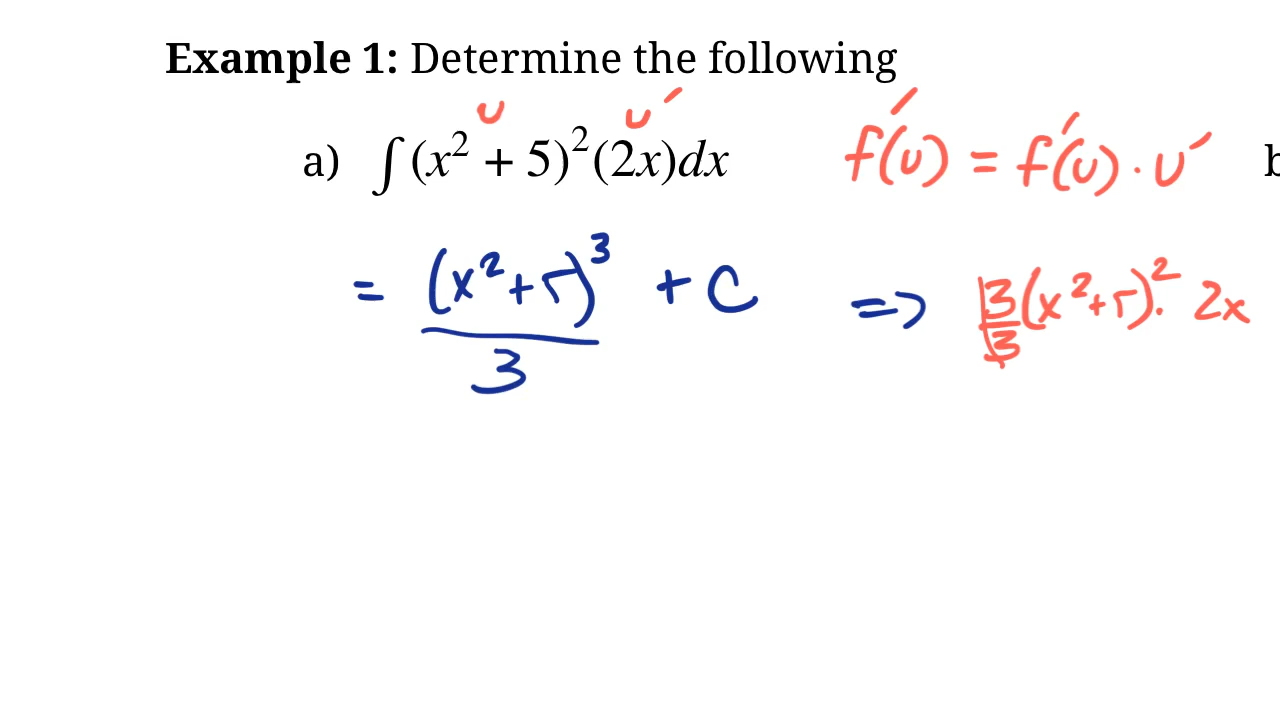 Example 1: Determine the following
u u′
a) ∫(x² + 5)²(2x)dx f′(u) = f′(u) · u′ b
= (x²+5)³/3 + C => 3/3(x²+5)² · 2x